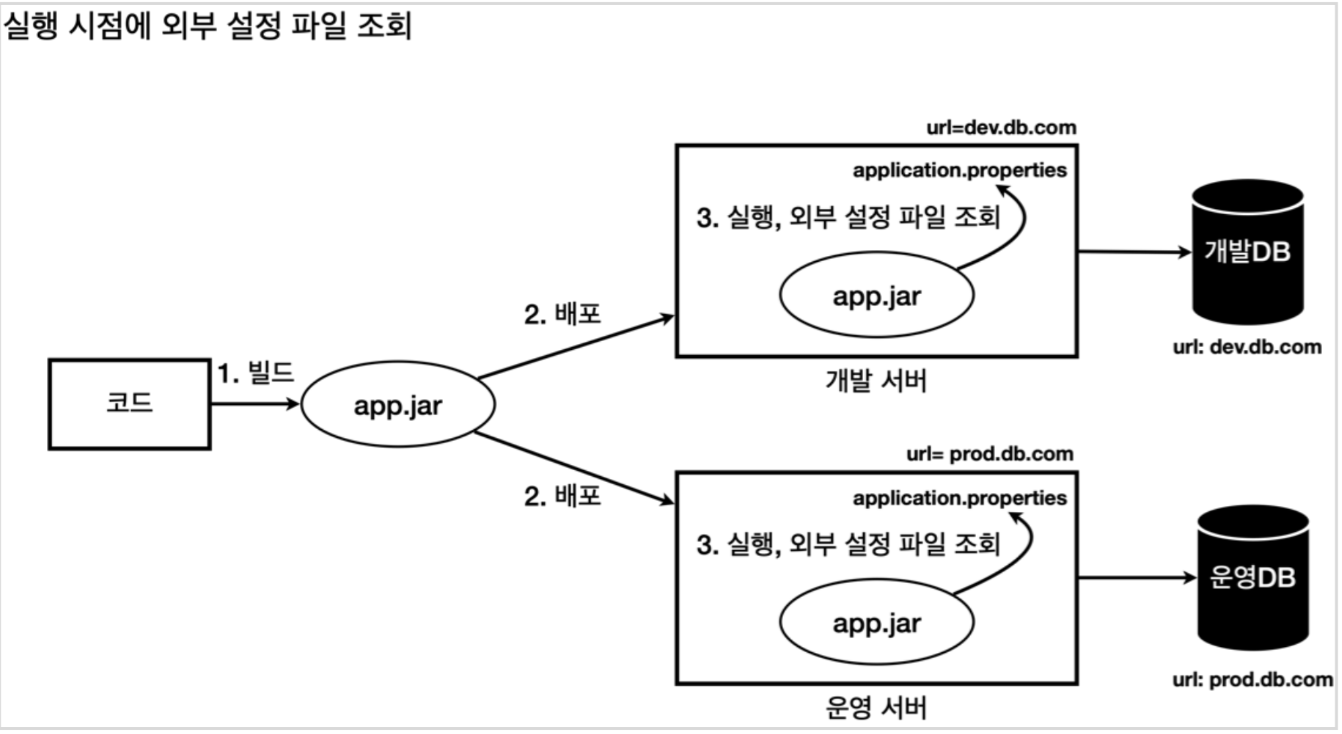 실행 시점에 외부 설정 파일 조회
url=dev.db.com
application.properties
3. 실행, 외부 설정 파일 조회
app.jar
개발 서버
개발DB
url: dev.db.com
2. 배포
코드
1. 빌드
app.jar
2. 배포
url= prod.db.com
application.properties
3. 실행, 외부 설정 파일 조회
app.jar
운영 서버
운영DB
url: prod.db.com